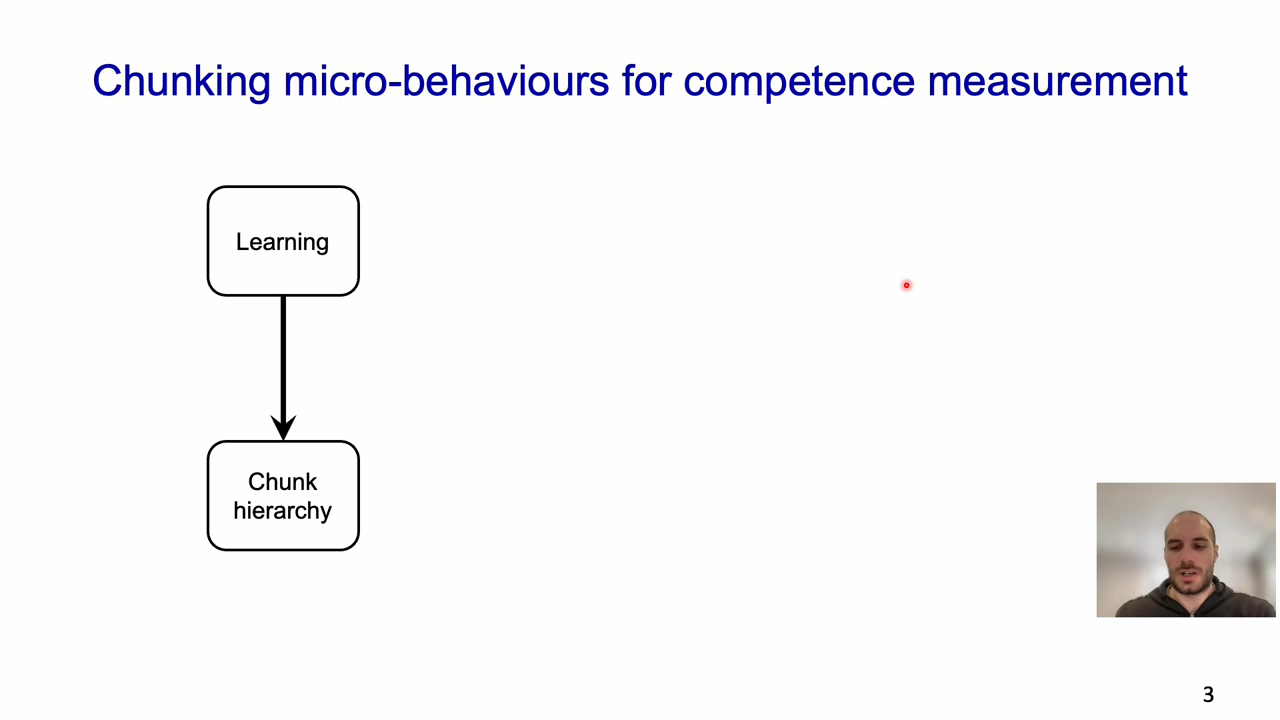 Chunking micro-behaviours for competence measurement
Learning
Chunk
hierarchy
3